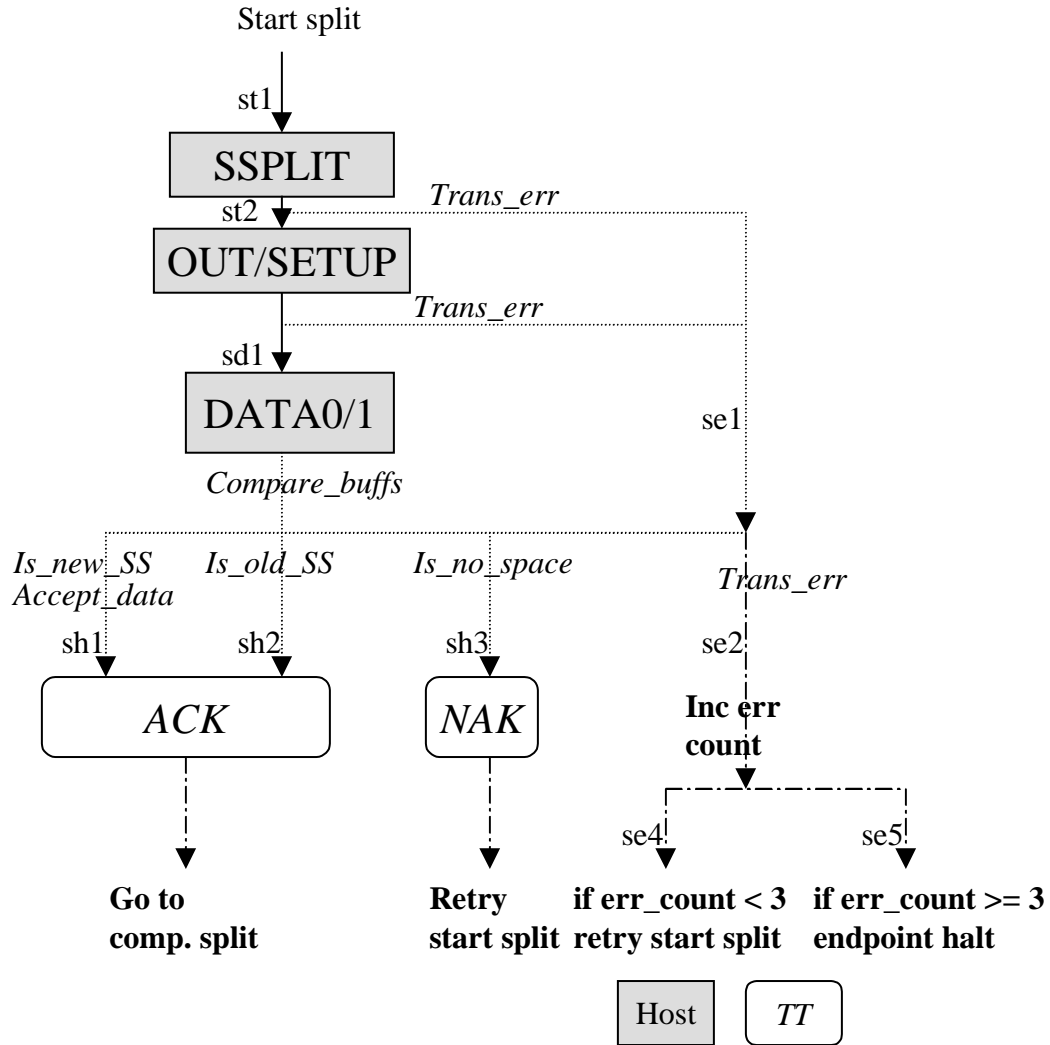 Start split
st1
SSPLIT
Trans_err
st2
OUT/SETUP
Trans_err
sd1
DATA0/1
se1
Compare_buffs
Is_new_SS
Accept_data
Is_old_SS
Is_no_space
Trans_err
sh1
sh2
sh3
se2
ACK
NAK
Inc err
count
se4
se5
Go to
comp. split
Retry
start split
if err_count < 3
retry start split
if err_count >= 3
endpoint halt
Host
TT